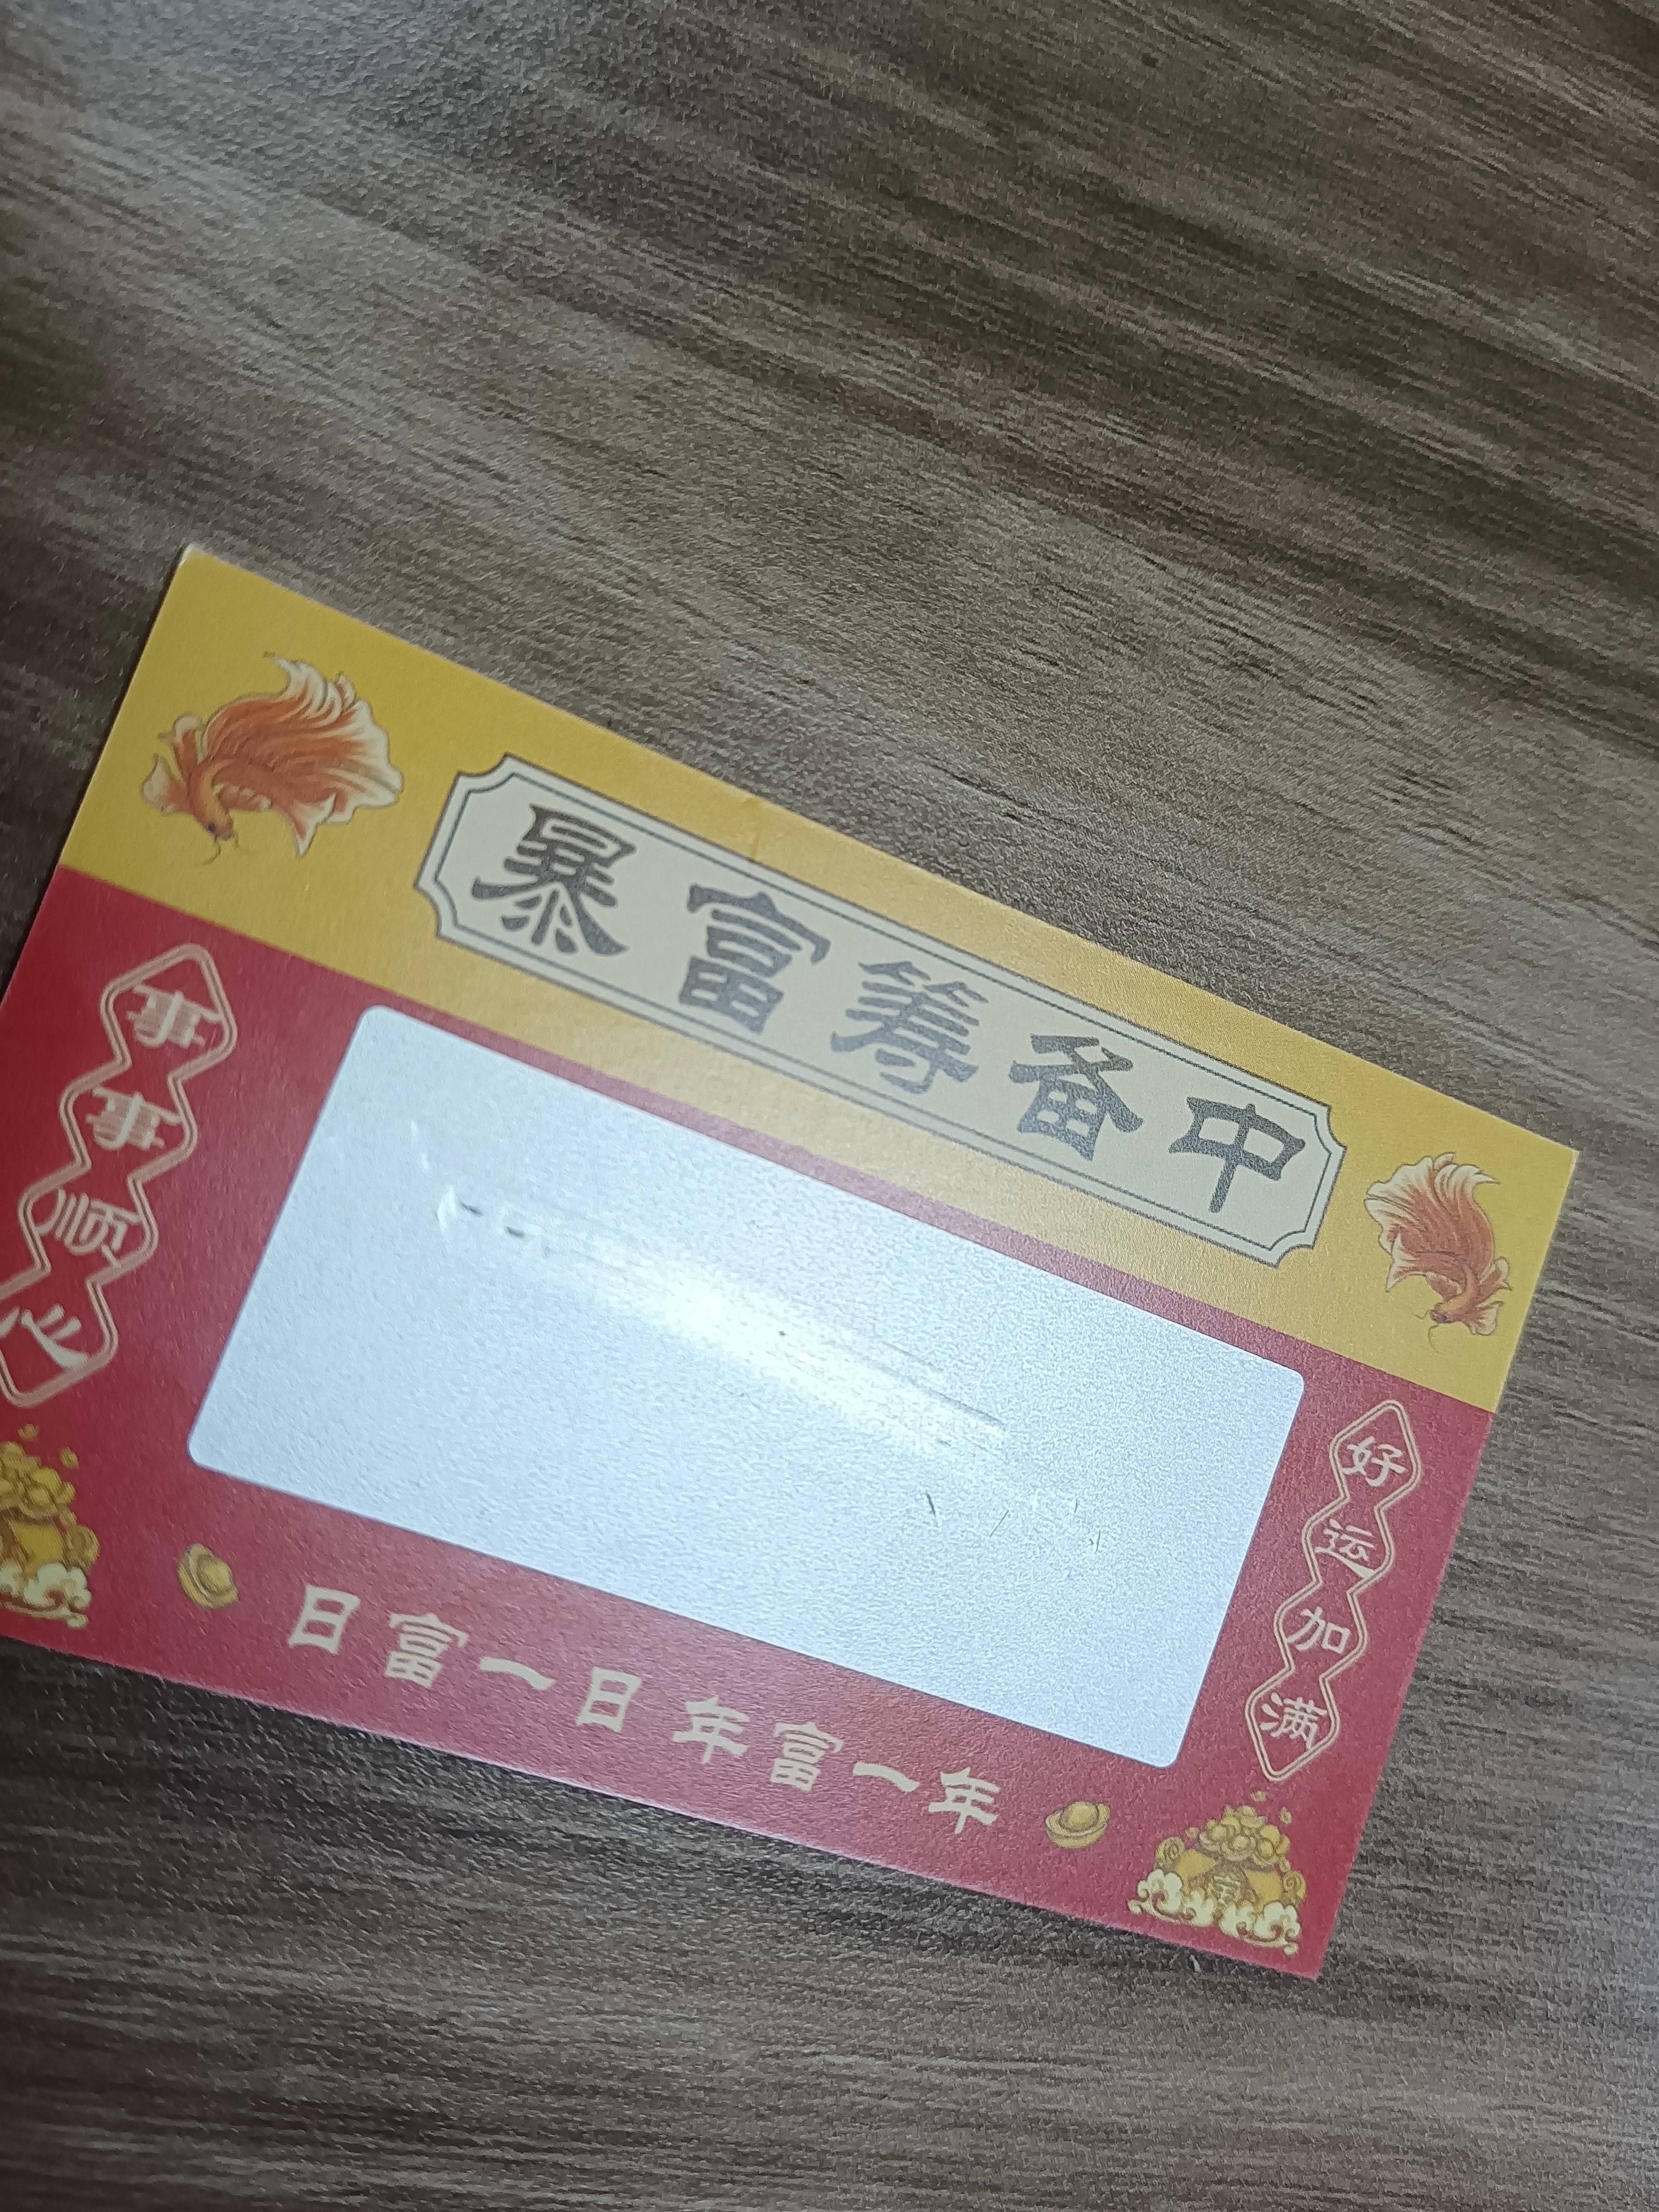 暴富筹备中
事事顺心
好运加满
日富一日 年富一年